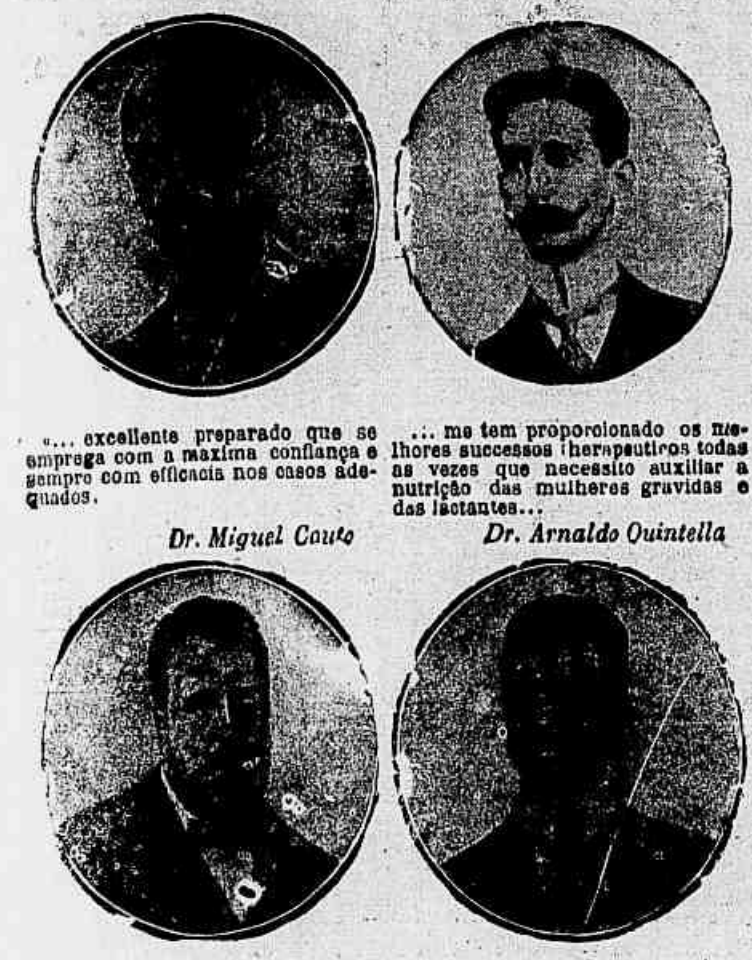 «... excellente preparado que se
emprega com a maxima confiança e
sempre com efficacia nos casos ade-
quados.
Dr. Miguel Couto
... me tem proporcionado os me-
lhores successos therapeuticos todas
as vezes que necessito auxiliar a
nutrição das mulheres gravidas e
das lactantes...
Dr. Arnaldo Quintella